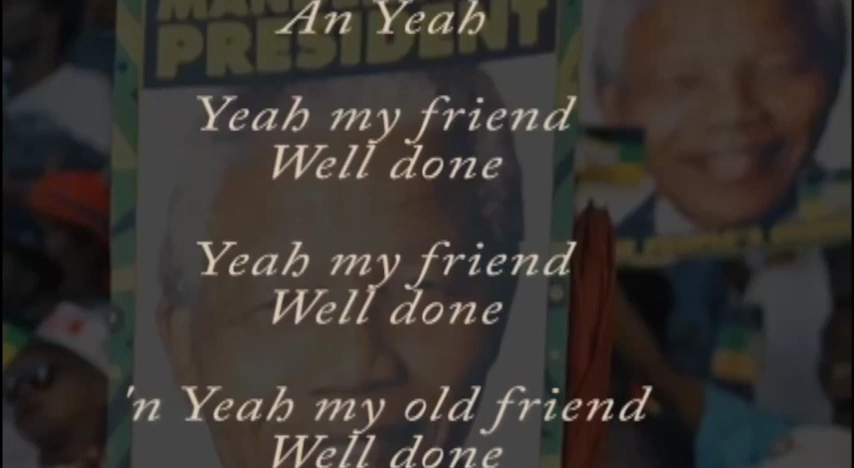 An Yeah
PRESIDENT
Yeah my friend
Well done
Yeah my friend
Well done
'n Yeah my old friend
Well done